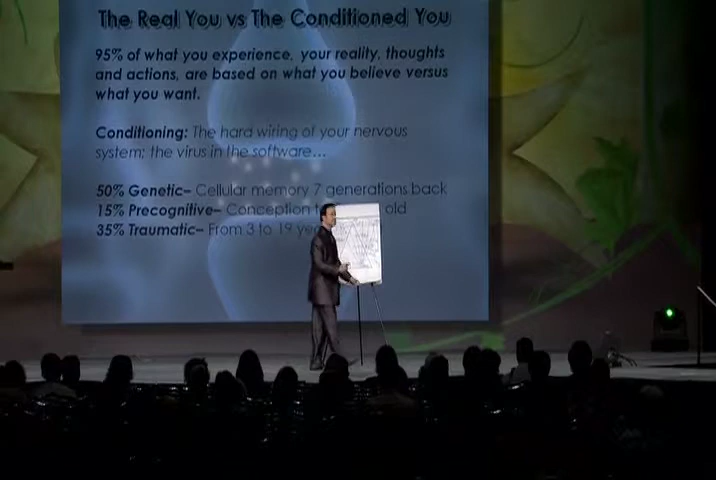 The Real You vs The Conditioned You
95% of what you experience, your reality, thoughts
and actions, are based on what you believe versus
what you want.
Conditioning: The hard wiring of your nervous
system; the virus in the software...
50% Genetic– Cellular memory 7 generations back
15% Precognitive– Conception old
35% Traumatic– From 3 to 19